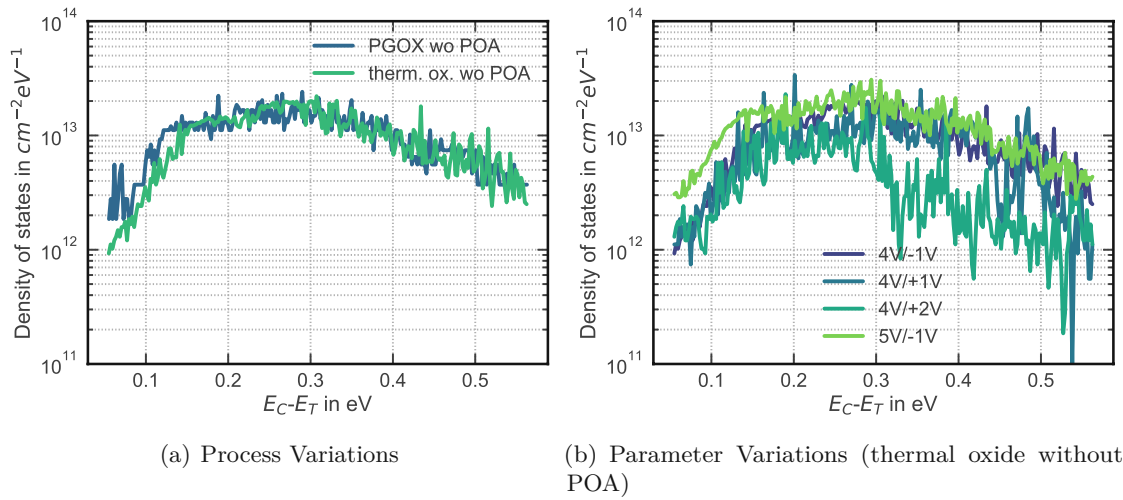 10^14
10^13
10^12
10^11
Density of states in cm^−2eV^−1
PGOX wo POA
therm. ox. wo POA
0.1 0.2 0.3 0.4 0.5
E_C-E_T in eV
(a) Process Variations
10^14
10^13
10^12
10^11
Density of states in cm^−2eV^−1
4V/-1V
4V/+1V
4V/+2V
5V/-1V
0.1 0.2 0.3 0.4 0.5
E_C-E_T in eV
(b) Parameter Variations (thermal oxide without
POA)